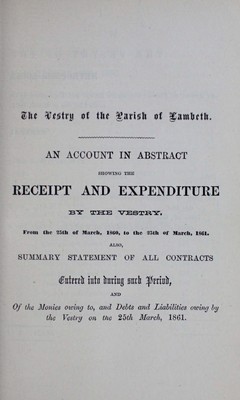 The Vestry of the Parish of Lambeth.
AN ACCOUNT IN ABSTRACT
SHOWING THE
RECEIPT AND EXPENDITURE
BY THE VESTRY,
From the 25th of March, 1860, to the 25th of March, 1861.
ALSO,
SUMMARY STATEMENT OF ALL CONTRACTS
Entered into during such Period,
AND
Of the Monies owing to, and Debts and Liabilities owing by
the Vestry on the 25th March, 1861.